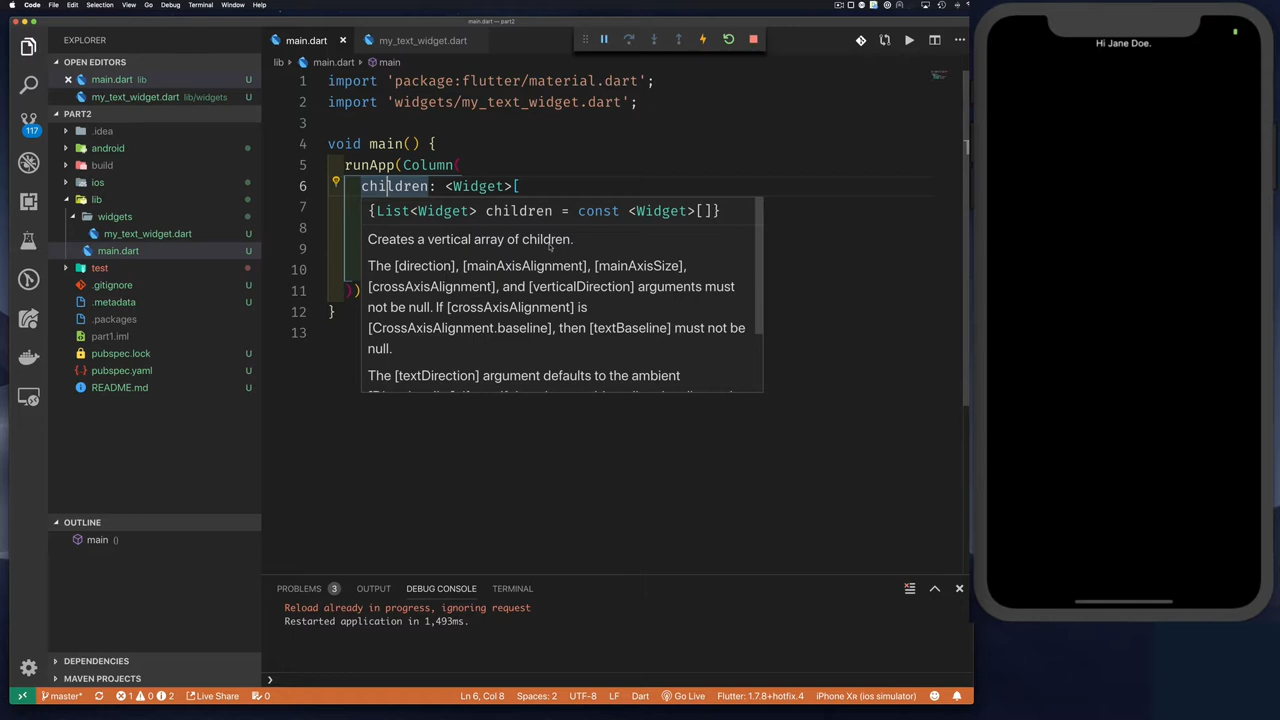 Code File Edit Selection View Go Debug Terminal Window Help
main.dart — part2
EXPLORER
main.dart
my_text_widget.dart
OPEN EDITORS
main.dart lib U
my_text_widget.dart lib/widgets U
PART2
.idea
android
build
ios
lib
widgets
my_text_widget.dart U
main.dart U
test
.gitignore U
.metadata U
.packages
part1.iml
pubspec.lock U
pubspec.yaml U
README.md U
117
OUTLINE
main ()
DEPENDENCIES
MAVEN PROJECTS
lib main.dart main
1 import 'package:flutter/material.dart';
2 import 'widgets/my_text_widget.dart';
3
4 void main() {
5 runApp(Column(
6 children: <Widget>[
7
8
9
10
11 ))
12 }
13
{List<Widget> children = const <Widget>[]}
Creates a vertical array of children.
The [direction], [mainAxisAlignment], [mainAxisSize],
[crossAxisAlignment], and [verticalDirection] arguments must
not be null. If [crossAxisAlignment] is
[CrossAxisAlignment.baseline], then [textBaseline] must not be
null.
The [textDirection] argument defaults to the ambient
PROBLEMS 3 OUTPUT DEBUG CONSOLE TERMINAL
Reload already in progress, ignoring request
Restarted application in 1,493ms.
master* 1 0 2 Live Share 0
Ln 6, Col 8 Spaces: 2 UTF-8 LF Dart Go Live Flutter: 1.7.8+hotfix.4 iPhone Xʀ (ios simulator)
Hi Jane Doe.